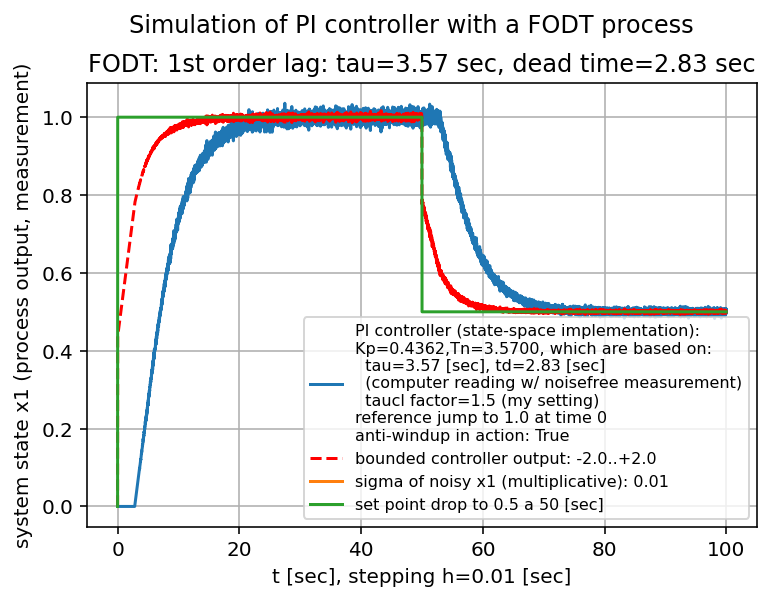 Simulation of PI controller with a FODT process
FODT: 1st order lag: tau=3.57 sec, dead time=2.83 sec
system state x1 (process output, measurement)
1.0
0.8
0.6
0.4
0.2
0.0
PI controller (state-space implementation):
Kp=0.4362,Tn=3.5700, which are based on:
tau=3.57 [sec], td=2.83 [sec]
(computer reading w/ noisefree measurement)
taucl factor=1.5 (my setting)
reference jump to 1.0 at time 0
anti-windup in action: True
bounded controller output: -2.0..+2.0
sigma of noisy x1 (multiplicative): 0.01
set point drop to 0.5 a 50 [sec]
0 20 40 60 80 100
t [sec], stepping h=0.01 [sec]